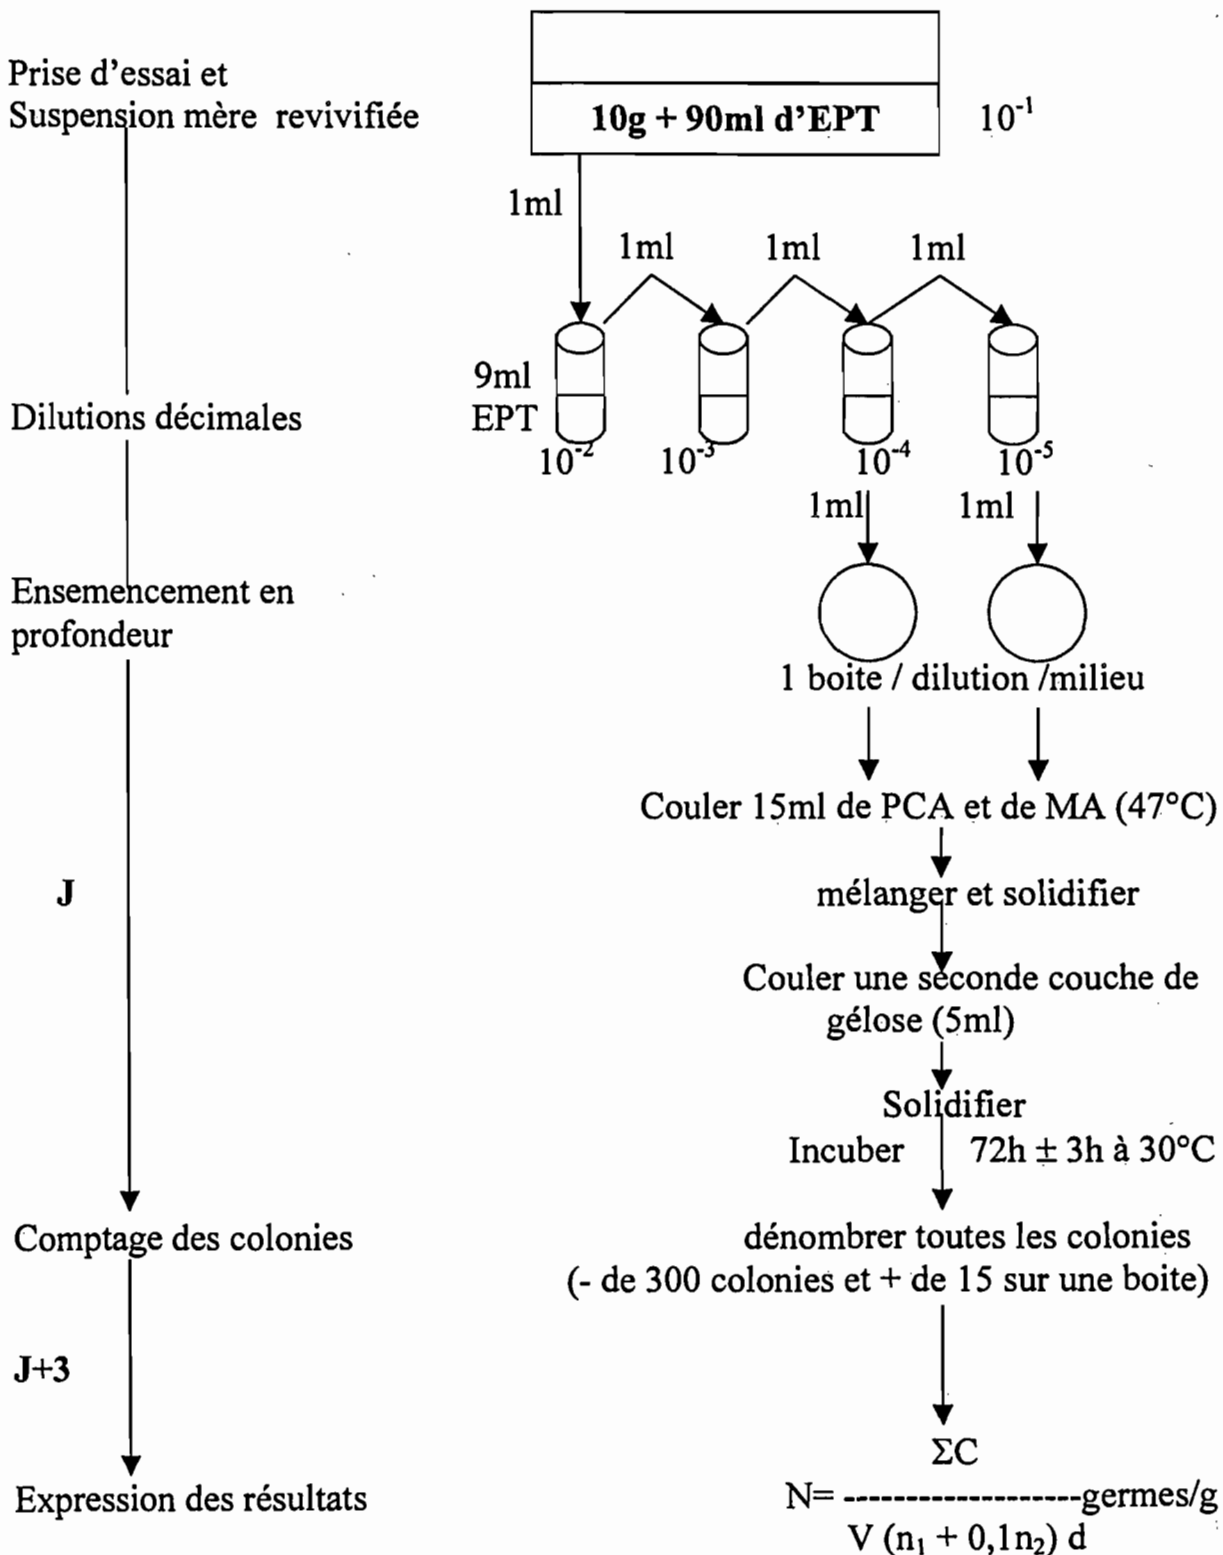 Prise d'essai et
Suspension mère revivifiée
10g + 90ml d'EPT
10⁻¹
1ml
1ml 1ml 1ml
9ml
EPT
Dilutions décimales
10⁻² 10⁻³ 10⁻⁴ 10⁻⁵
1ml 1ml
Ensemencement en
profondeur
1 boite / dilution /milieu
Couler 15ml de PCA et de MA (47°C)
J
mélanger et solidifier
Couler une seconde couche de
gélose (5ml)
Solidifier
Incuber 72h ± 3h à 30°C
Comptage des colonies
dénombrer toutes les colonies
(- de 300 colonies et + de 15 sur une boite)
J+3
ΣC
Expression des résultats
N= ---------------------germes/g
V (n₁ + 0,1n₂) d